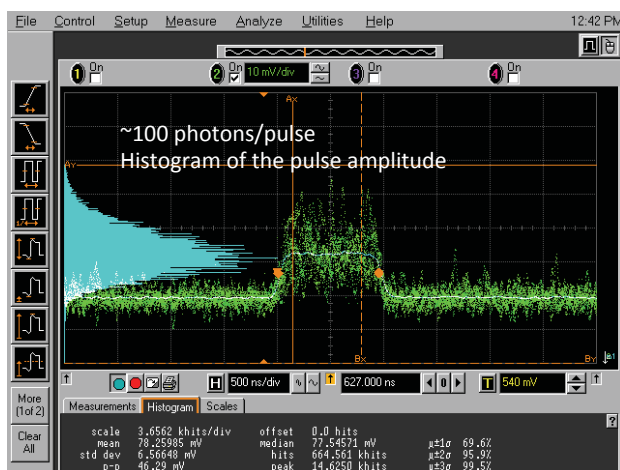 File Control Setup Measure Analyze Utilities Help 12:42 PM
1 On 2 On 10 mV/div 3 On 4 On
Ax
~100 photons/pulse
Histogram of the pulse amplitude
Ay
Bx By
H 500 ns/div 627.000 ns 0 T 540 mV
More
(1 of 2)
Clear
All
Measurements Histogram Scales ?
scale 3.6562 khits/div offset 0.0 hits
mean 78.25985 mV median 77.54571 mV µ±1σ 69.6%
std dev 6.56648 mV hits 664.561 khits µ±2σ 95.9%
p-p 46.29 mV peak 14.6250 khits µ±3σ 99.5%